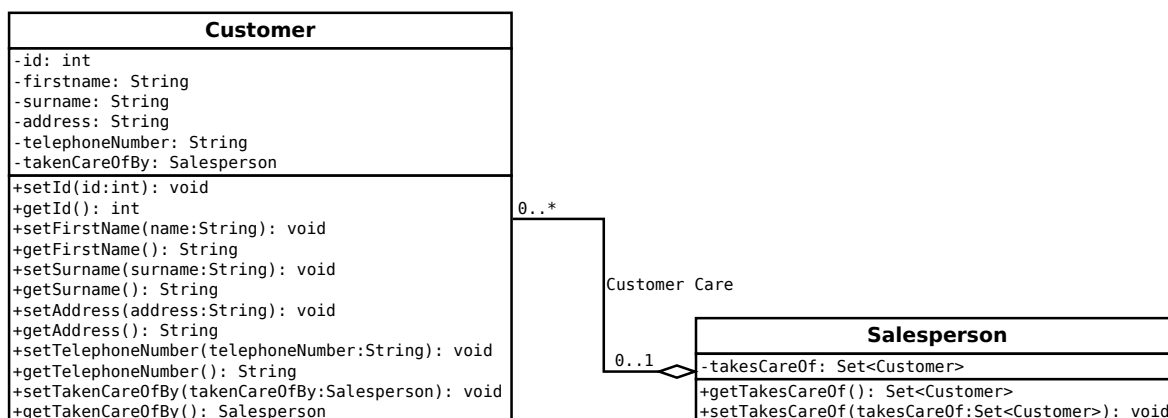 Customer
-id: int
-firstname: String
-surname: String
-address: String
-telephoneNumber: String
-takenCareOfBy: Salesperson
+setId(id:int): void
+getId(): int
+setFirstName(name:String): void
+getFirstName(): String
+setSurname(surname:String): void
+getSurname(): String
+setAddress(address:String): void
+getAddress(): String
+setTelephoneNumber(telephoneNumber:String): void
+getTelephoneNumber(): String
+setTakenCareOfBy(takenCareOfBy:Salesperson): void
+getTakenCareOfBy(): Salesperson
0..*
Customer Care
0..1
Salesperson
-takesCareOf: Set<Customer>
+getTakesCareOf(): Set<Customer>
+setTakesCareOf(takesCareOf:Set<Customer>): void